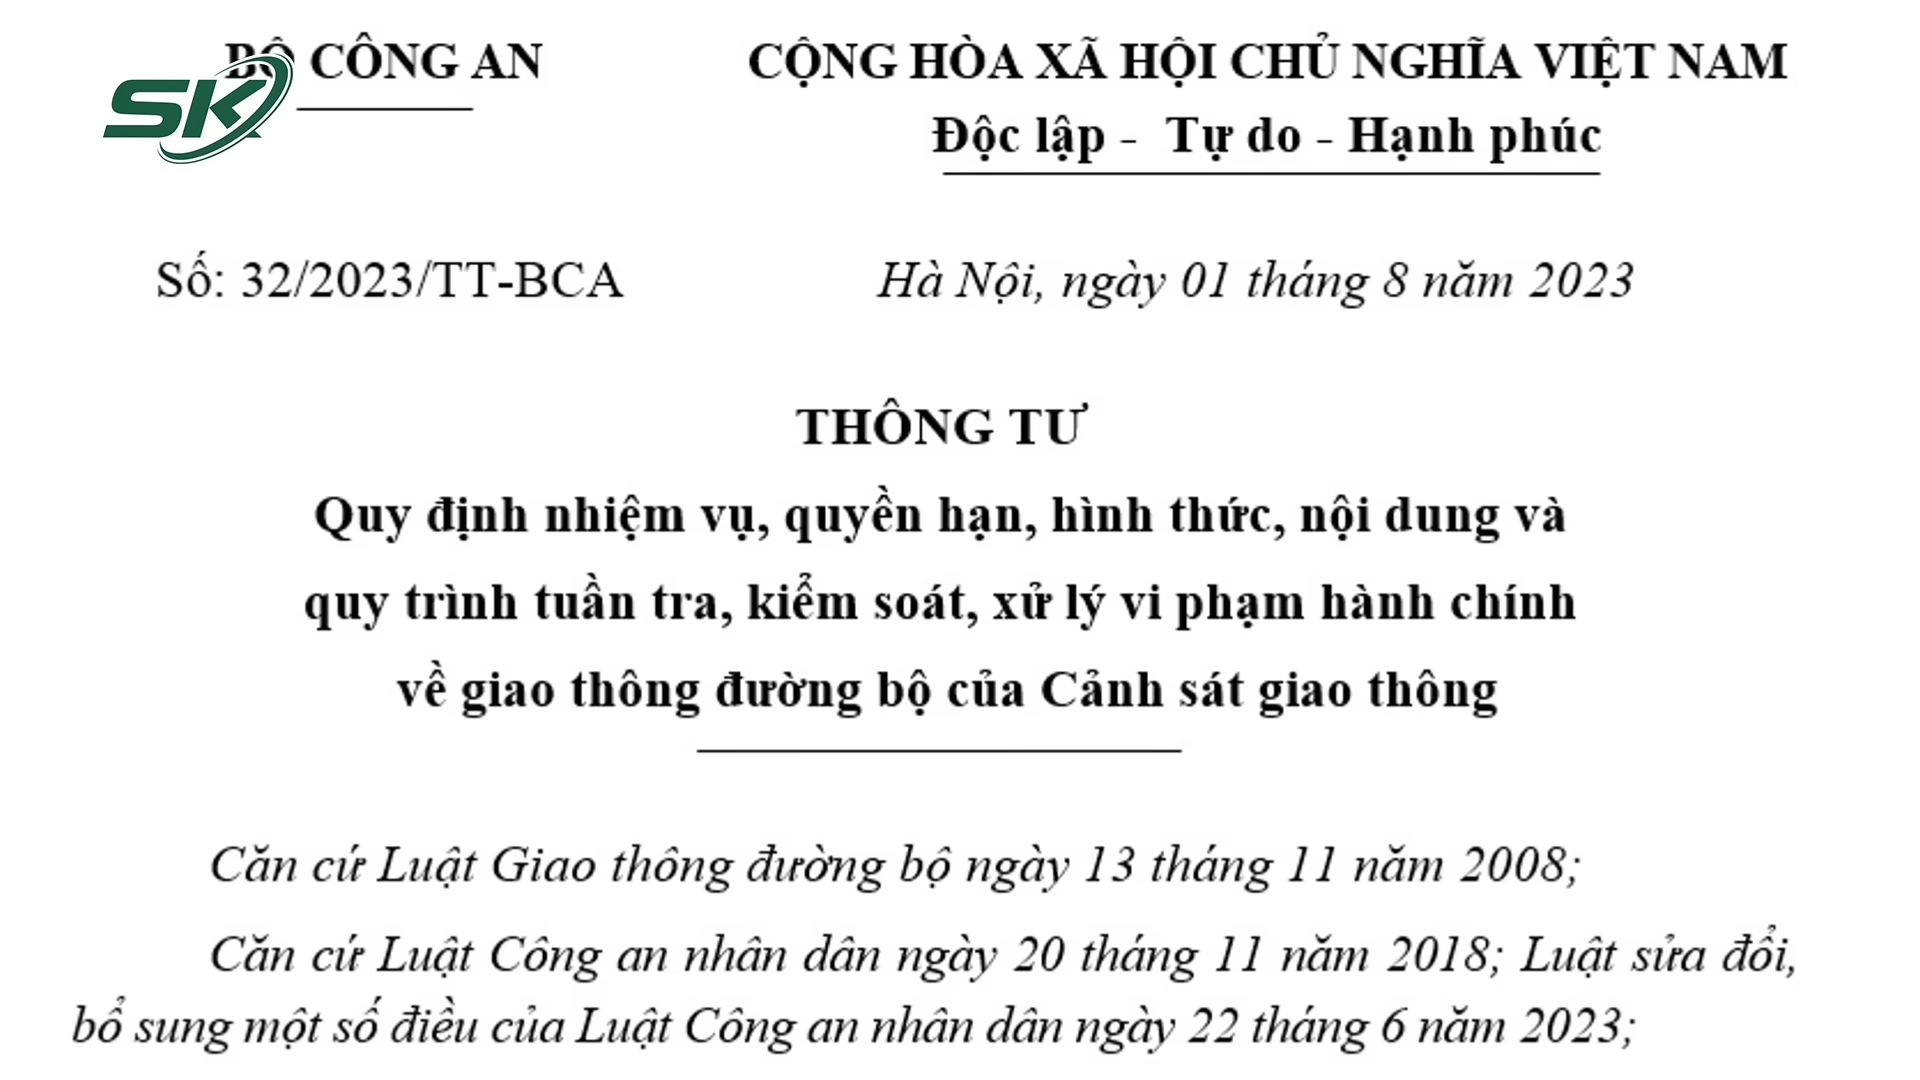 BỘ CÔNG AN
CỘNG HÒA XÃ HỘI CHỦ NGHĨA VIỆT NAM
Độc lập - Tự do - Hạnh phúc
SK
Số: 32/2023/TT-BCA
Hà Nội, ngày 01 tháng 8 năm 2023
THÔNG TƯ
Quy định nhiệm vụ, quyền hạn, hình thức, nội dung và
quy trình tuần tra, kiểm soát, xử lý vi phạm hành chính
về giao thông đường bộ của Cảnh sát giao thông
Căn cứ Luật Giao thông đường bộ ngày 13 tháng 11 năm 2008;
Căn cứ Luật Công an nhân dân ngày 20 tháng 11 năm 2018; Luật sửa đổi,
bổ sung một số điều của Luật Công an nhân dân ngày 22 tháng 6 năm 2023;